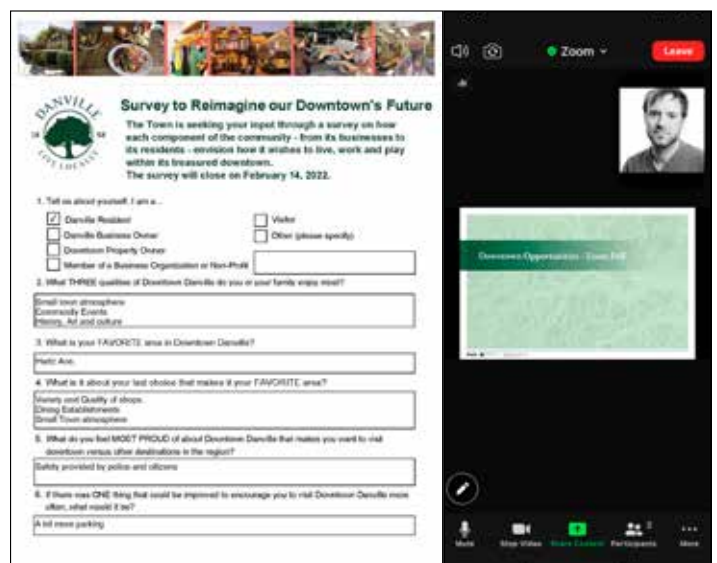 DANVILLE
18 58
LIVE LOCALLY
Survey to Reimagine our Downtown's Future
The Town is seeking your input through a survey on how
each component of the community - from its businesses to
its residents - envision how it wishes to live, work and play
within its treasured downtown.
The survey will close on February 14, 2022.
1. Tell us about yourself. I am a...
Danville Resident
Visitor
Danville Business Owner
Other (please specify)
Downtown Property Owner
Member of a Business Organization or Non-Profit
2. What THREE qualities of Downtown Danville do you or your family enjoy most?
Small town atmosphere
Community Events
History, Art and culture
3. What is your FAVORITE area in Downtown Danville?
Hartz Ave.
4. What is it about your last choice that makes it your FAVORITE area?
Variety and Quality of shops.
Dining Establishments
Small Town atmosphere
5. What do you feel MOST PROUD of about Downtown Danville that makes you want to visit
downtown versus other destinations in the region?
Safety provided by police and citizens
6. If there was ONE thing that could be improved to encourage you to visit Downtown Danville more
often, what would it be?
A bit more parking
Zoom
Leave
Downtown Opportunities - Town Poll
Mute
Stop Video
Share Content
Participants
More